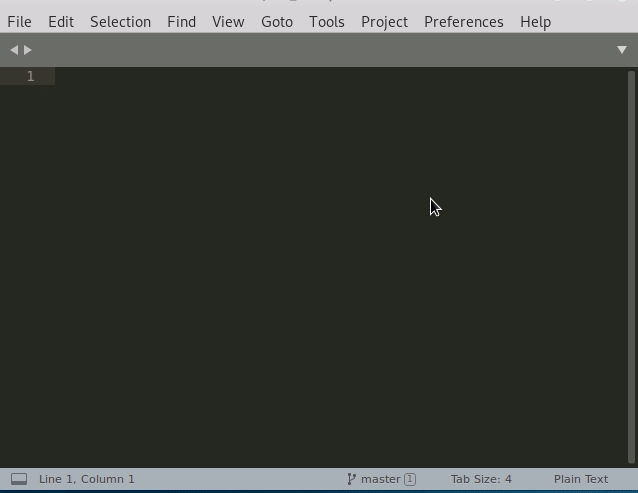 File Edit Selection Find View Goto Tools Project Preferences Help
1
Line 1, Column 1 master 1 Tab Size: 4 Plain Text